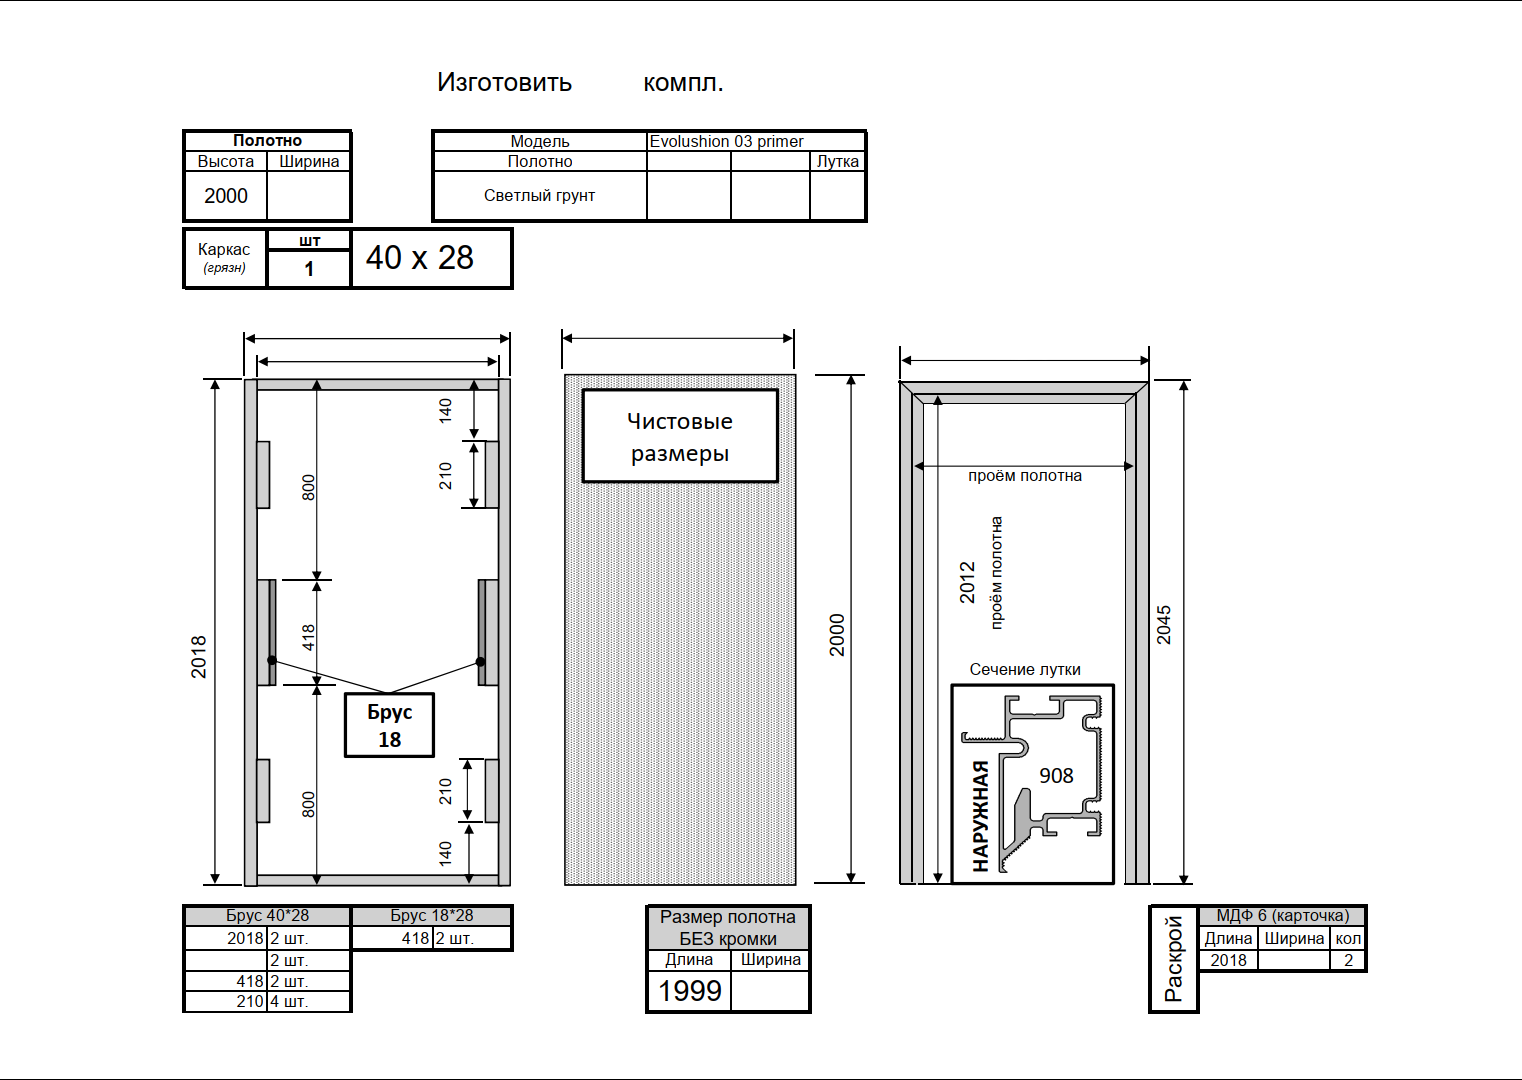 Изготовить компл.
Полотно
Высота Ширина
2000
Модель Evolushion 03 primer
Полотно Лутка
Светлый грунт
Каркас
(грязн)
шт
1
40 x 28
2018
800
418
800
140
210
210
140
Брус
18
Чистовые
размеры
2000
проём полотна
2012
проём полотна
2045
Сечение лутки
НАРУЖНАЯ
908
Брус 40*28 Брус 18*28
2018 2 шт. 418 2 шт.
2 шт.
418 2 шт.
210 4 шт.
Размер полотна
БЕЗ кромки
Длина Ширина
1999
Раскрой
МДФ 6 (карточка)
Длина Ширина кол
2018 2